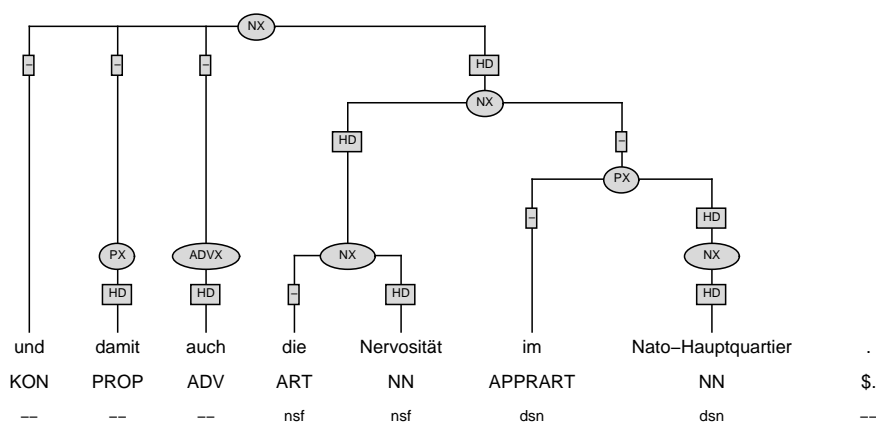 NX
– – – HD
NX
HD –
PX
– HD
PX ADVX NX NX
HD HD – HD HD
und damit auch die Nervosität im Nato−Hauptquartier .
KON PROP ADV ART NN APPRART NN $.
−− −− −− nsf nsf dsn dsn −−